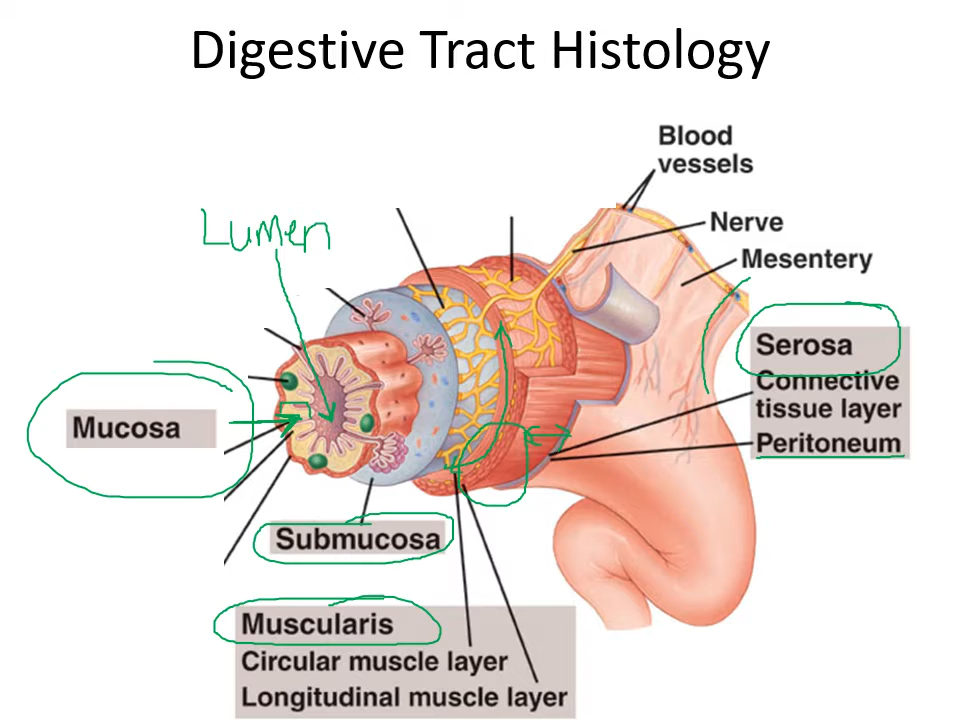 Digestive Tract Histology
Blood
vessels
Nerve
Mesentery
Lumen
Serosa
Connective
tissue layer
Peritoneum
Mucosa
Submucosa
Muscularis
Circular muscle layer
Longitudinal muscle layer